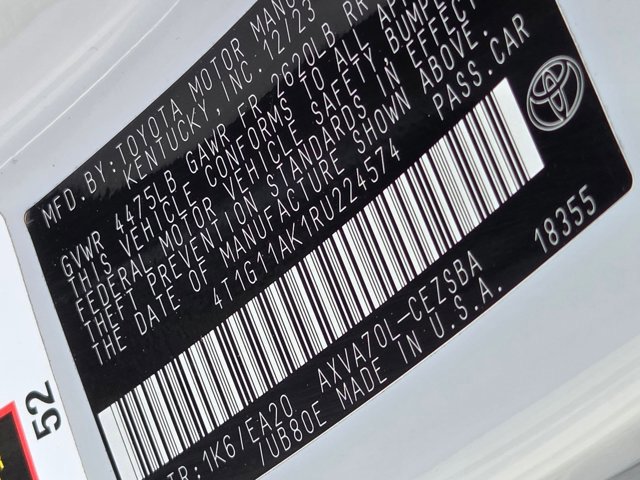 MFD. BY: TOYOTA MOTOR MANU
KENTUCKY, INC. 12/23
GVWR 4475LB GAWR FR 2620LB RR
THIS VEHICLE CONFORMS TO ALL APP
FEDERAL MOTOR VEHICLE SAFETY, BUMPE
THEFT PREVENTION STANDARDS IN EFFECT
THE DATE OF MANUFACTURE SHOWN ABOVE.
4T1G11AK1RU224574 PASS. CAR
TR: 1K6/EA20 AXVA70L-CEZSBA 18355
/UB80E MADE IN U.S.A.
52